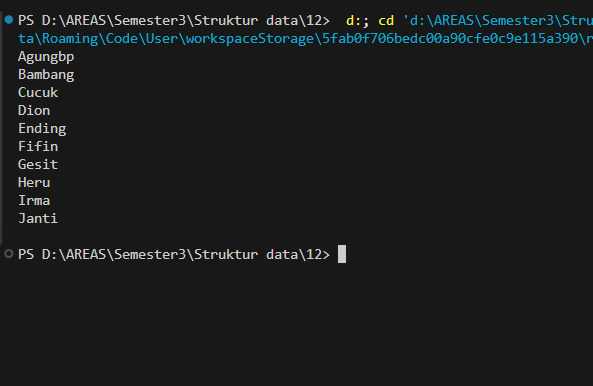 PS D:\AREAS\Semester3\Struktur data\12>  d:; cd 'd:\AREAS\Semester3\Stru
ta\Roaming\Code\User\workspaceStorage\5fab0f706bedc00a90cfe0c9e115a390\r
Agungbp
Bambang
Cucuk
Dion
Ending
Fifin
Gesit
Heru
Irma
Janti
PS D:\AREAS\Semester3\Struktur data\12>